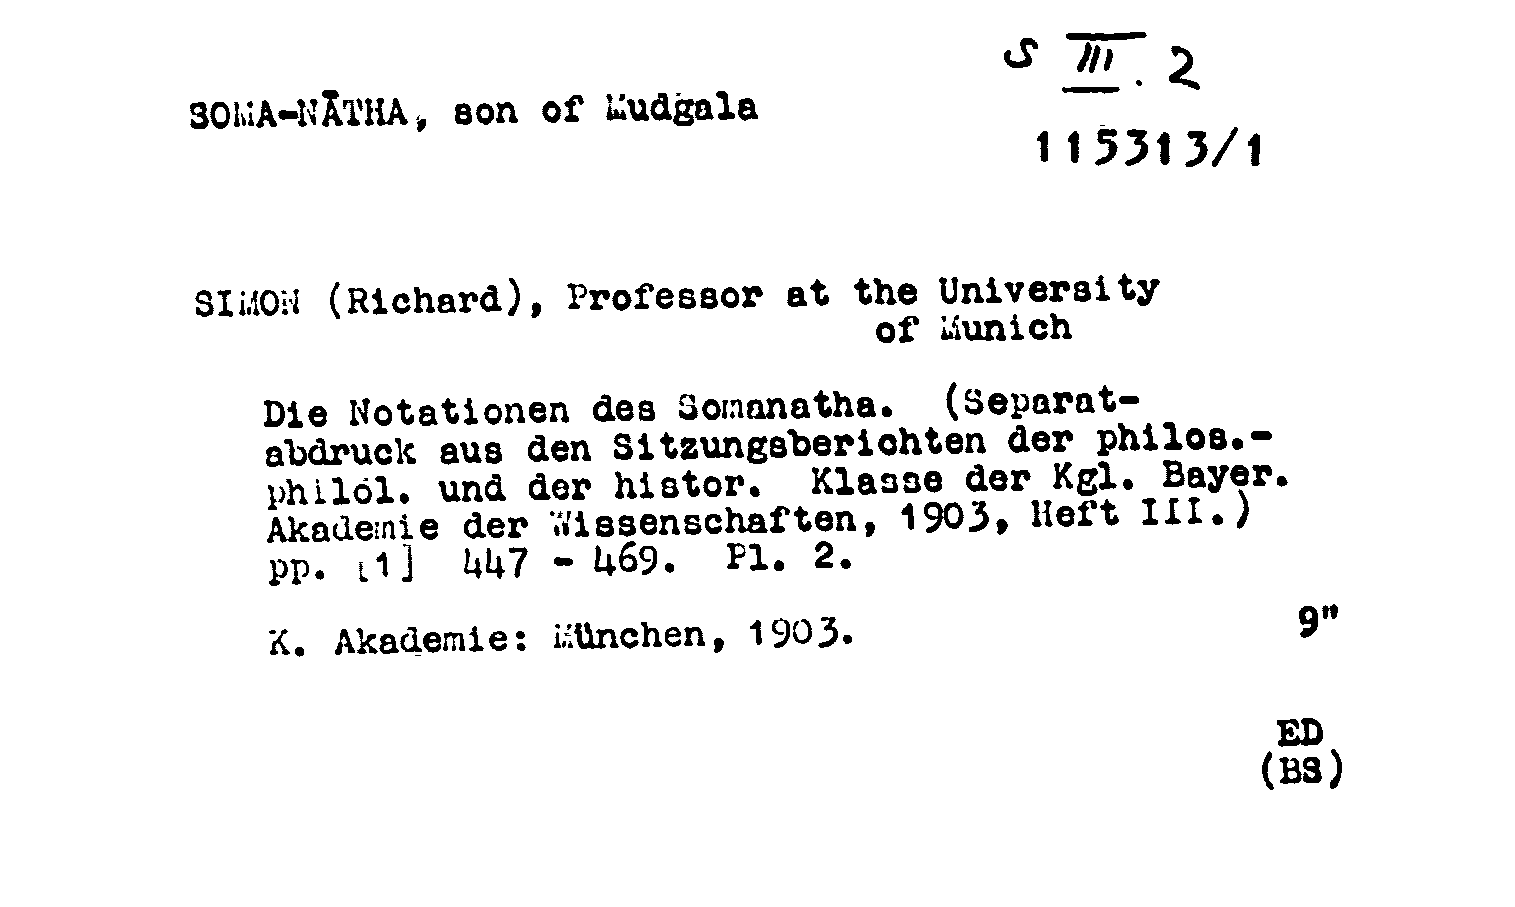 S III. 2
SOMA-NĀTHA, son of Mudgala
115313/1
SIMON (Richard), Professor at the University
of Munich
Die Notationen des Somanatha. (Separat-
abdruck aus den Sitzungsberichten der philos.-
philol. und der histor. Klasse der Kgl. Bayer.
Akademie der Wissenschaften, 1903, Heft III.)
pp. [1] 447 - 469. Pl. 2.
K. Akademie: München, 1903.
9"
ED
(BS)